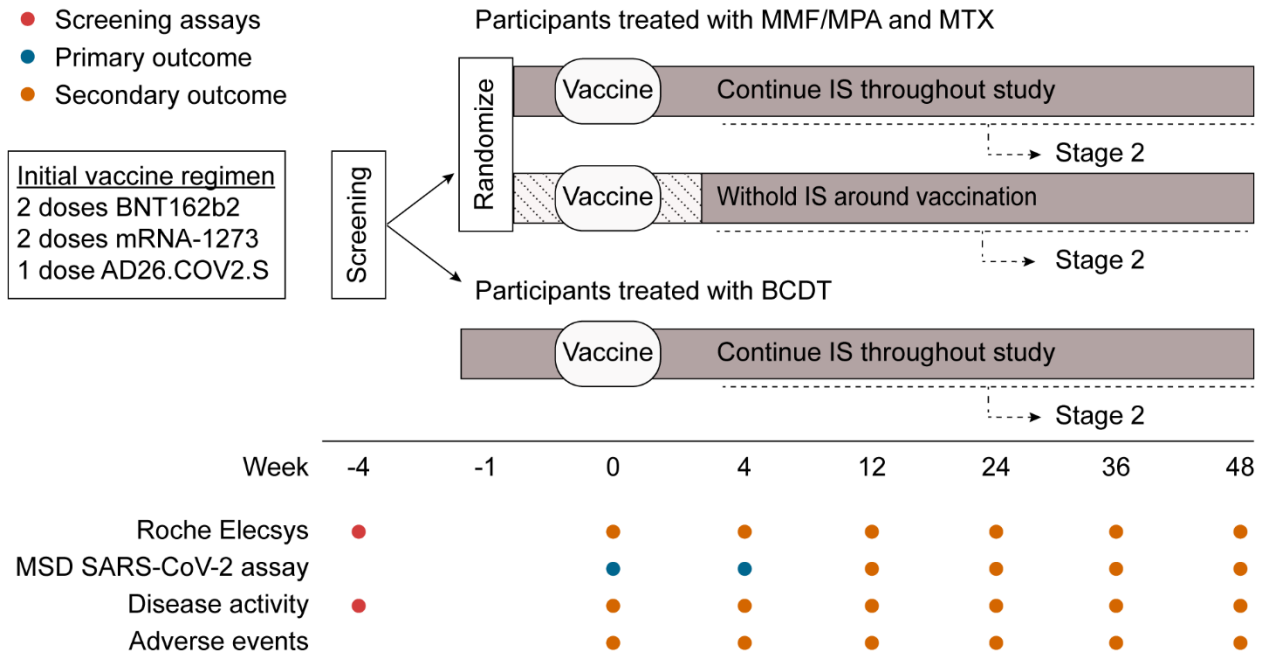 Screening assays
Primary outcome
Secondary outcome
Initial vaccine regimen
2 doses BNT162b2
2 doses mRNA-1273
1 dose AD26.COV2.S
Screening
Randomize
Participants treated with MMF/MPA and MTX
Vaccine Continue IS throughout study
Stage 2
Vaccine Withold IS around vaccination
Stage 2
Participants treated with BCDT
Vaccine Continue IS throughout study
Stage 2
Week -4 -1 0 4 12 24 36 48
Roche Elecsys
MSD SARS-CoV-2 assay
Disease activity
Adverse events